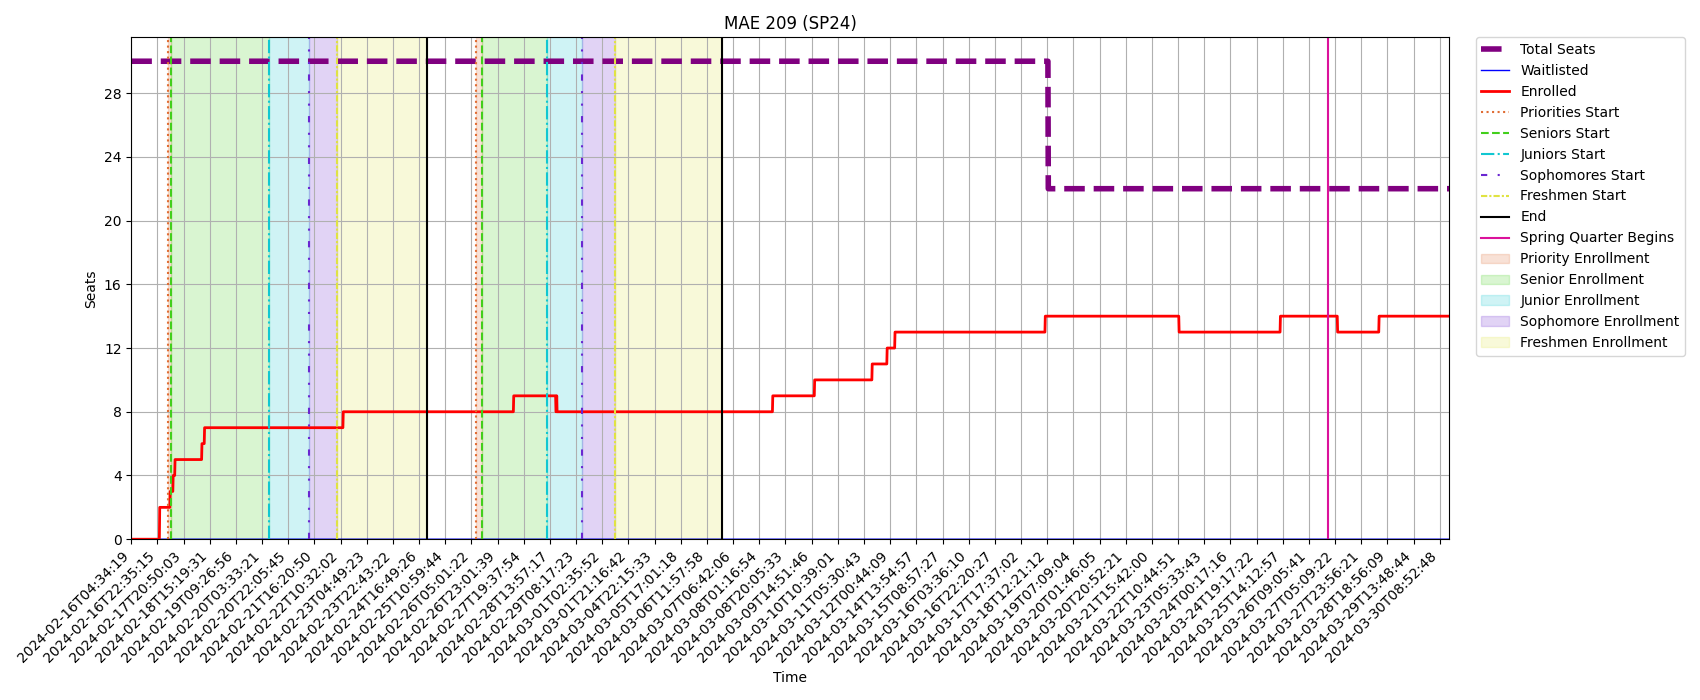 MAE 209 (SP24)
Seats
28
24
20
16
12
8
4
0
2024-02-16T04:34:19
2024-02-16T22:35:15
2024-02-17T20:50:03
2024-02-18T15:19:31
2024-02-19T09:26:56
2024-02-20T03:33:21
2024-02-20T22:05:45
2024-02-21T16:20:50
2024-02-22T10:32:02
2024-02-23T04:49:23
2024-02-23T22:43:22
2024-02-24T16:49:26
2024-02-25T10:59:44
2024-02-26T05:01:22
2024-02-26T23:01:39
2024-02-27T19:37:54
2024-02-28T13:57:17
2024-02-29T08:17:23
2024-03-01T02:35:52
2024-03-01T21:16:42
2024-03-04T22:15:33
2024-03-05T17:01:18
2024-03-06T11:57:58
2024-03-07T06:42:06
2024-03-08T01:16:54
2024-03-08T20:05:33
2024-03-09T14:51:46
2024-03-10T10:39:01
2024-03-11T05:30:43
2024-03-12T00:44:09
2024-03-14T13:54:57
2024-03-15T08:57:27
2024-03-16T03:36:10
2024-03-16T22:20:27
2024-03-17T17:37:02
2024-03-18T12:21:12
2024-03-19T07:09:04
2024-03-20T01:46:05
2024-03-20T20:52:21
2024-03-21T15:42:00
2024-03-22T10:44:51
2024-03-23T05:33:43
2024-03-24T00:17:16
2024-03-24T19:17:22
2024-03-25T14:12:57
2024-03-26T09:05:41
2024-03-27T05:09:22
2024-03-27T23:56:21
2024-03-28T18:56:09
2024-03-29T13:48:44
2024-03-30T08:52:48
Time
Total Seats
Waitlisted
Enrolled
Priorities Start
Seniors Start
Juniors Start
Sophomores Start
Freshmen Start
End
Spring Quarter Begins
Priority Enrollment
Senior Enrollment
Junior Enrollment
Sophomore Enrollment
Freshmen Enrollment